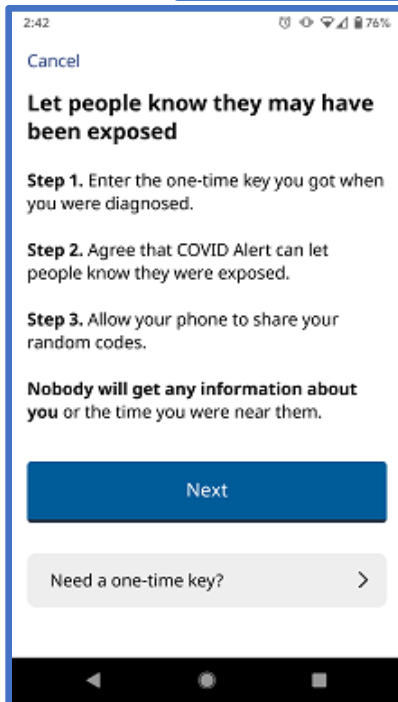 2:42
76%
Cancel
Let people know they may have
been exposed
Step 1. Enter the one-time key you got when
you were diagnosed.
Step 2. Agree that COVID Alert can let
people know they were exposed.
Step 3. Allow your phone to share your
random codes.
Nobody will get any information about
you or the time you were near them.
Next
Need a one-time key?